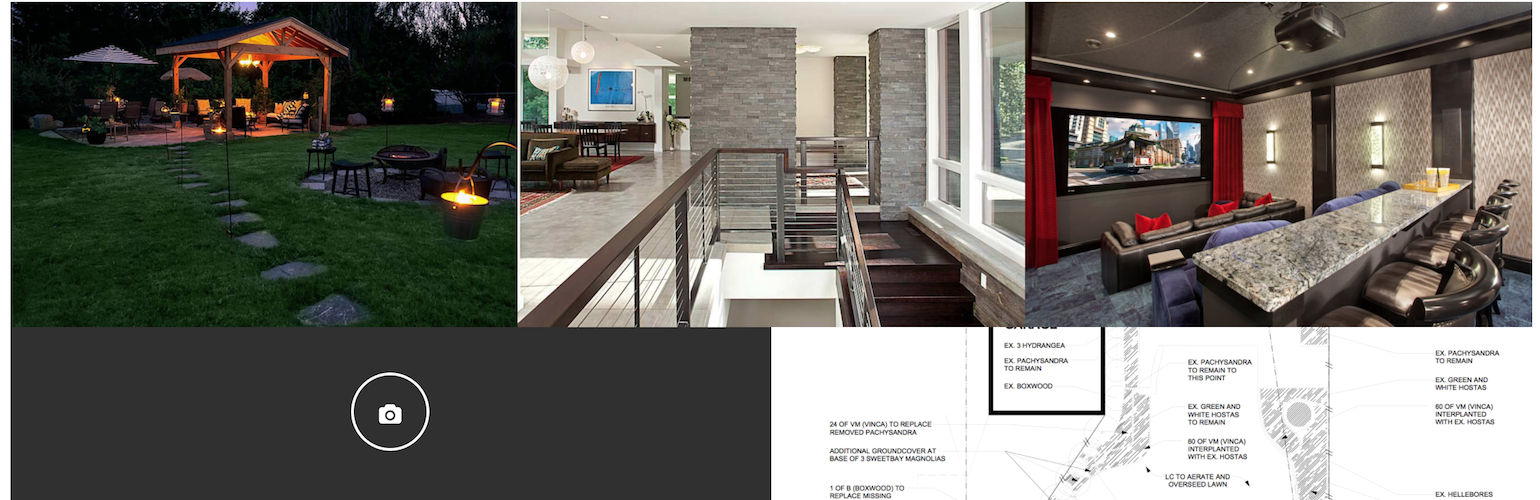 GARAGE
EX. 3 HYDRANGEA
EX. PACHYSANDRA
TO REMAIN
EX. BOXWOOD
24 OF VM (VINCA) TO REPLACE
REMOVED PACHYSANDRA
ADDITIONAL GROUNDCOVER AT
BASE OF 3 SWEETBAY MAGNOLIAS
1 OF B (BOXWOOD) TO
REPLACE MISSING
EX. PACHYSANDRA
TO REMAIN TO
THIS POINT
EX. GREEN AND
WHITE HOSTAS
TO REMAIN
60 OF VM (VINCA)
INTERPLANTED
WITH EX. HOSTAS
LC TO AERATE AND
OVERSEED LAWN
EX. PACHYSANDRA
TO REMAIN
EX. GREEN AND
WHITE HOSTAS
60 OF VM (VINCA)
INTERPLANTED
WITH EX. HOSTAS
EX. HELLEBORES